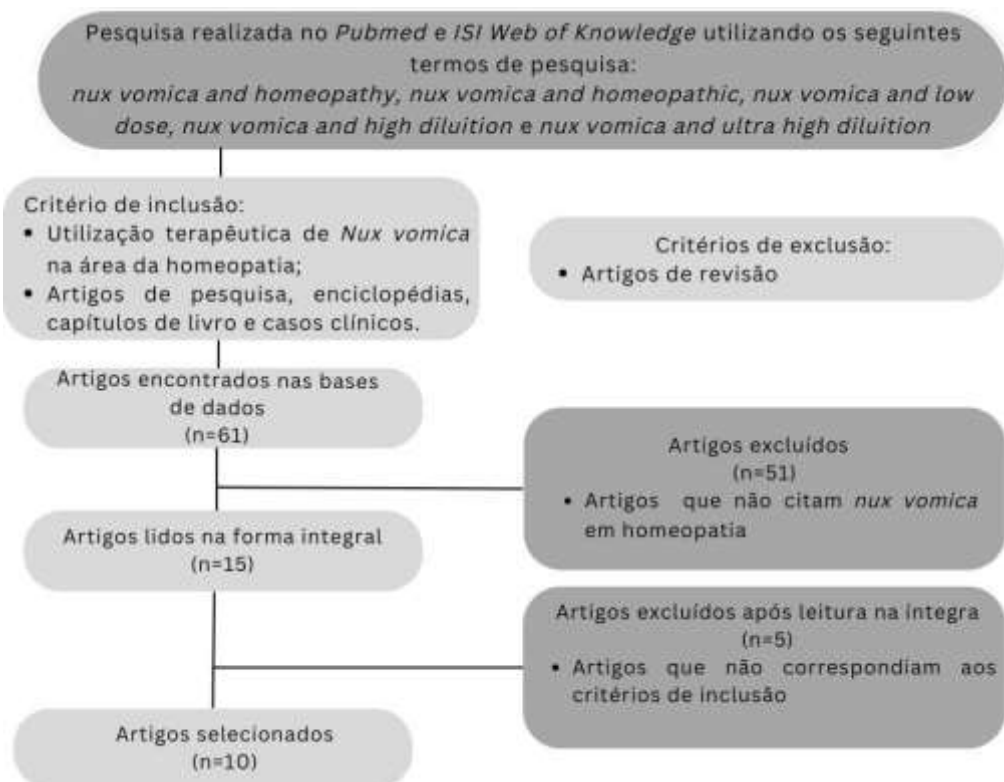 Pesquisa realizada no Pubmed e ISI Web of Knowledge utilizando os seguintes
termos de pesquisa:
nux vomica and homeopathy, nux vomica and homeopathic, nux vomica and low
dose, nux vomica and high diluition e nux vomica and ultra high diluition
Critério de inclusão:
• Utilização terapêutica de Nux vomica
na área da homeopatia;
• Artigos de pesquisa, enciclopédias,
capítulos de livro e casos clínicos.
Critérios de exclusão:
• Artigos de revisão
Artigos encontrados nas bases
de dados
(n=61)
Artigos excluídos
(n=51)
• Artigos que não citam nux vomica
em homeopatia
Artigos lidos na forma integral
(n=15)
Artigos excluídos após leitura na integra
(n=5)
• Artigos que não correspondiam aos
critérios de inclusão
Artigos selecionados
(n=10)